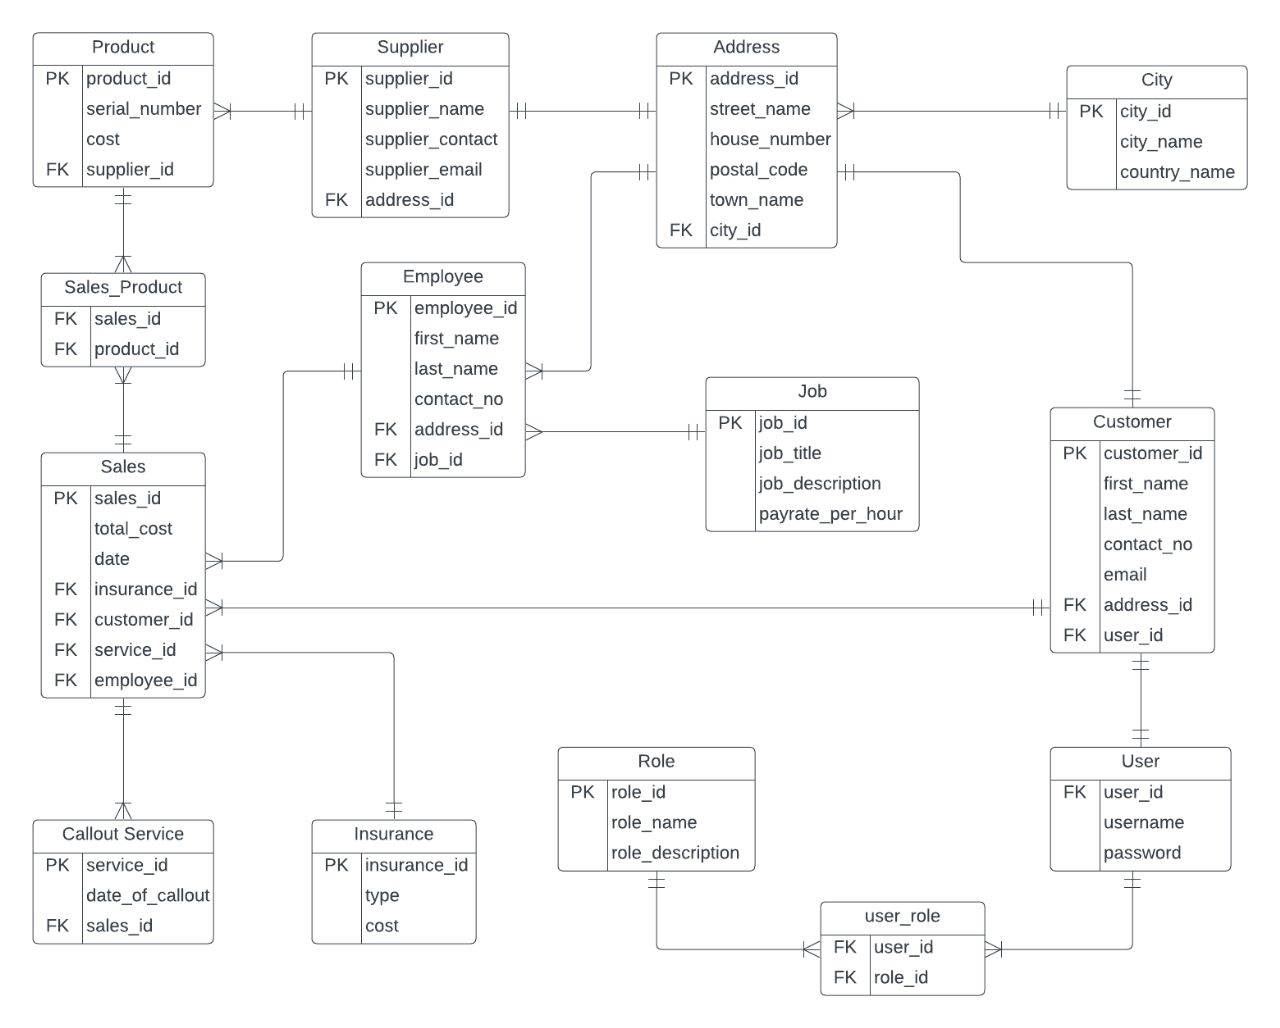 Product
PK product_id
serial_number
cost
FK supplier_id
Supplier
PK supplier_id
supplier_name
supplier_contact
supplier_email
FK address_id
Address
PK address_id
street_name
house_number
postal_code
town_name
FK city_id
City
PK city_id
city_name
country_name
Sales_Product
FK sales_id
FK product_id
Employee
PK employee_id
first_name
last_name
contact_no
FK address_id
FK job_id
Job
PK job_id
job_title
job_description
payrate_per_hour
Customer
PK customer_id
first_name
last_name
contact_no
email
FK address_id
FK user_id
Sales
PK sales_id
total_cost
date
FK insurance_id
FK customer_id
FK service_id
FK employee_id
Callout Service
PK service_id
date_of_callout
FK sales_id
Insurance
PK insurance_id
type
cost
Role
PK role_id
role_name
role_description
User
FK user_id
username
password
user_role
FK user_id
FK role_id